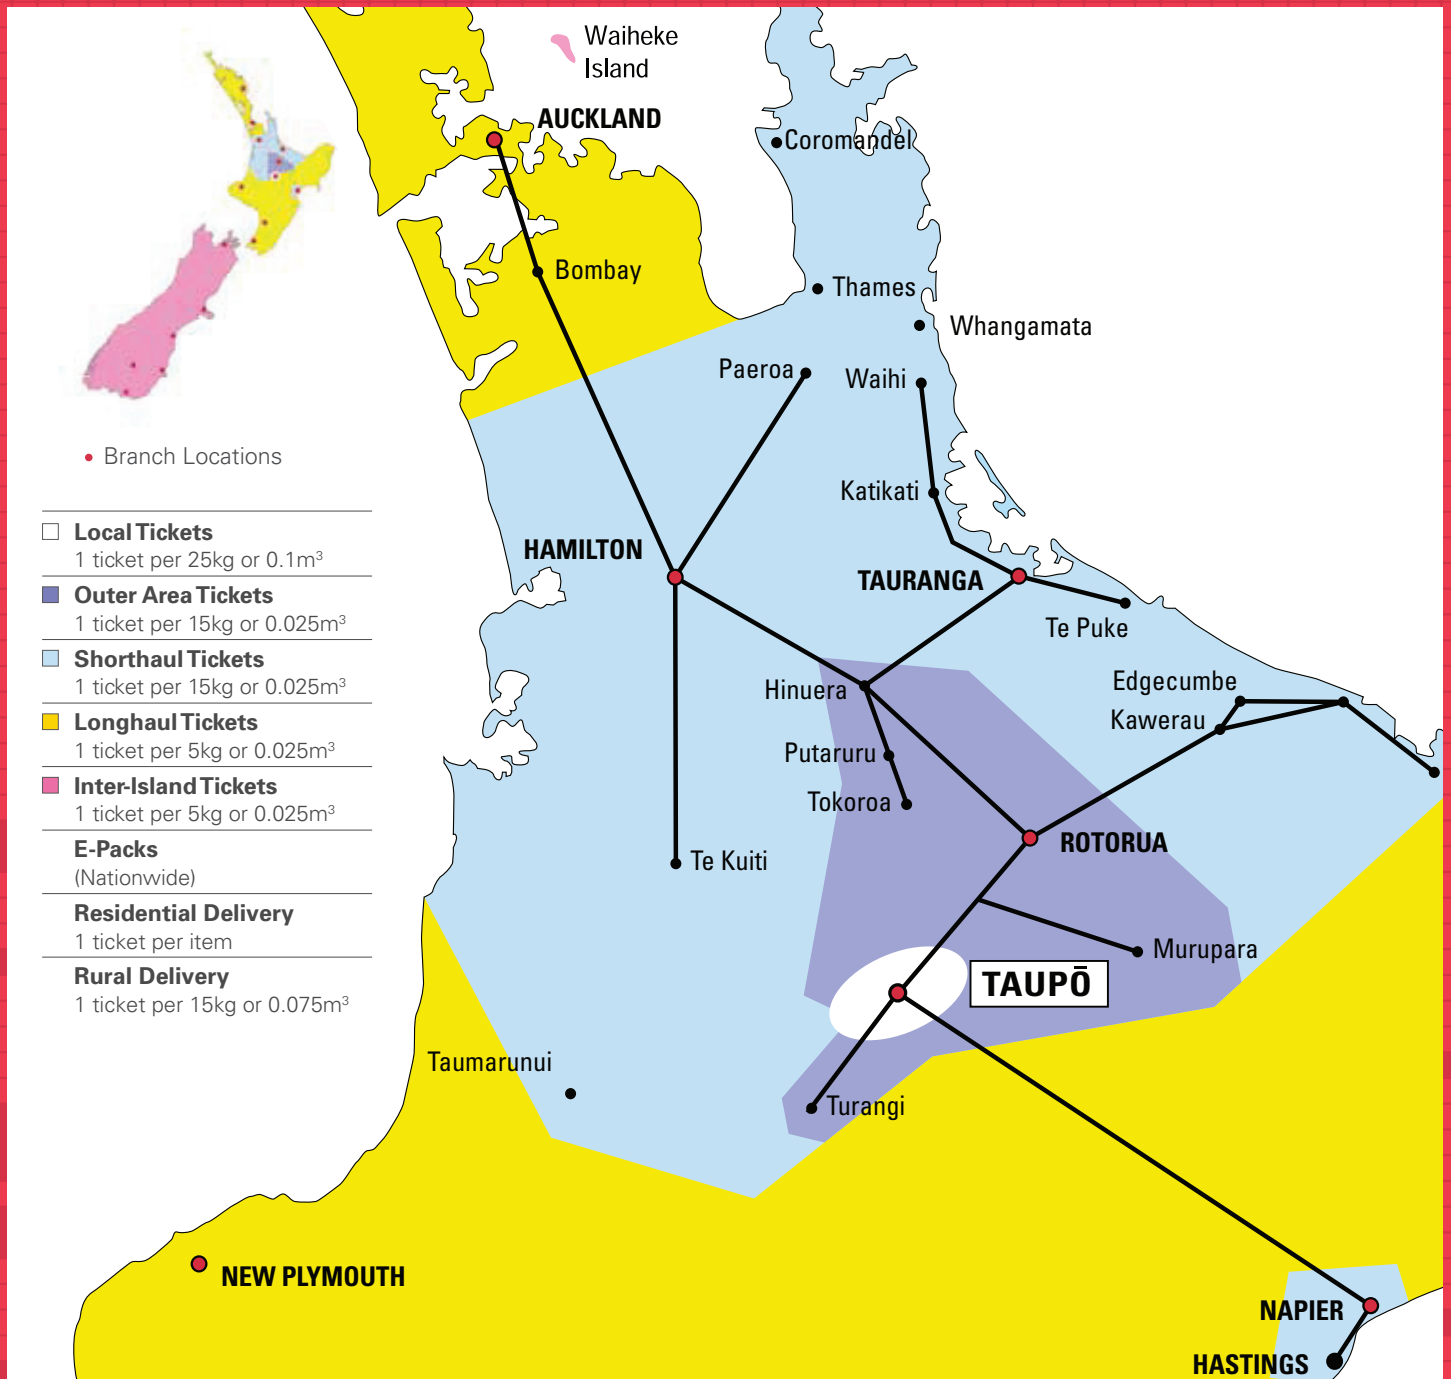 Waiheke
Island
AUCKLAND
Coromandel
Bombay
Thames
Whangamata
Paeroa
Waihi
• Branch Locations
Katikati
Local Tickets
1 ticket per 25kg or 0.1m³
HAMILTON
TAURANGA
Outer Area Tickets
1 ticket per 15kg or 0.025m³
Te Puke
Shorthaul Tickets
1 ticket per 15kg or 0.025m³
Hinuera
Edgecumbe
Kawerau
Longhaul Tickets
1 ticket per 5kg or 0.025m³
Putaruru
Inter-Island Tickets
1 ticket per 5kg or 0.025m³
Tokoroa
E-Packs
(Nationwide)
ROTORUA
Te Kuiti
Residential Delivery
1 ticket per item
Murupara
Rural Delivery
1 ticket per 15kg or 0.075m³
TAUPŌ
Taumarunui
Turangi
NEW PLYMOUTH
NAPIER
HASTINGS